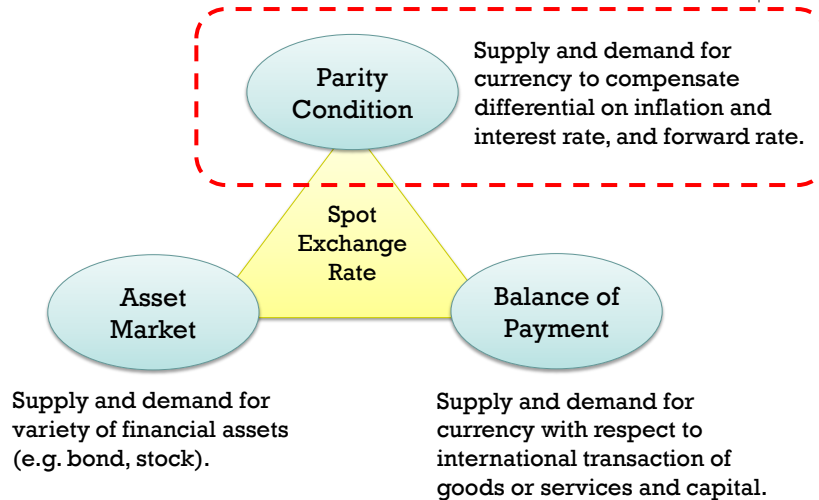 Parity
Condition
Supply and demand for
currency to compensate
differential on inflation and
interest rate, and forward rate.
Spot
Exchange
Rate
Asset
Market
Balance of
Payment
Supply and demand for
variety of financial assets
(e.g. bond, stock).
Supply and demand for
currency with respect to
international transaction of
goods or services and capital.